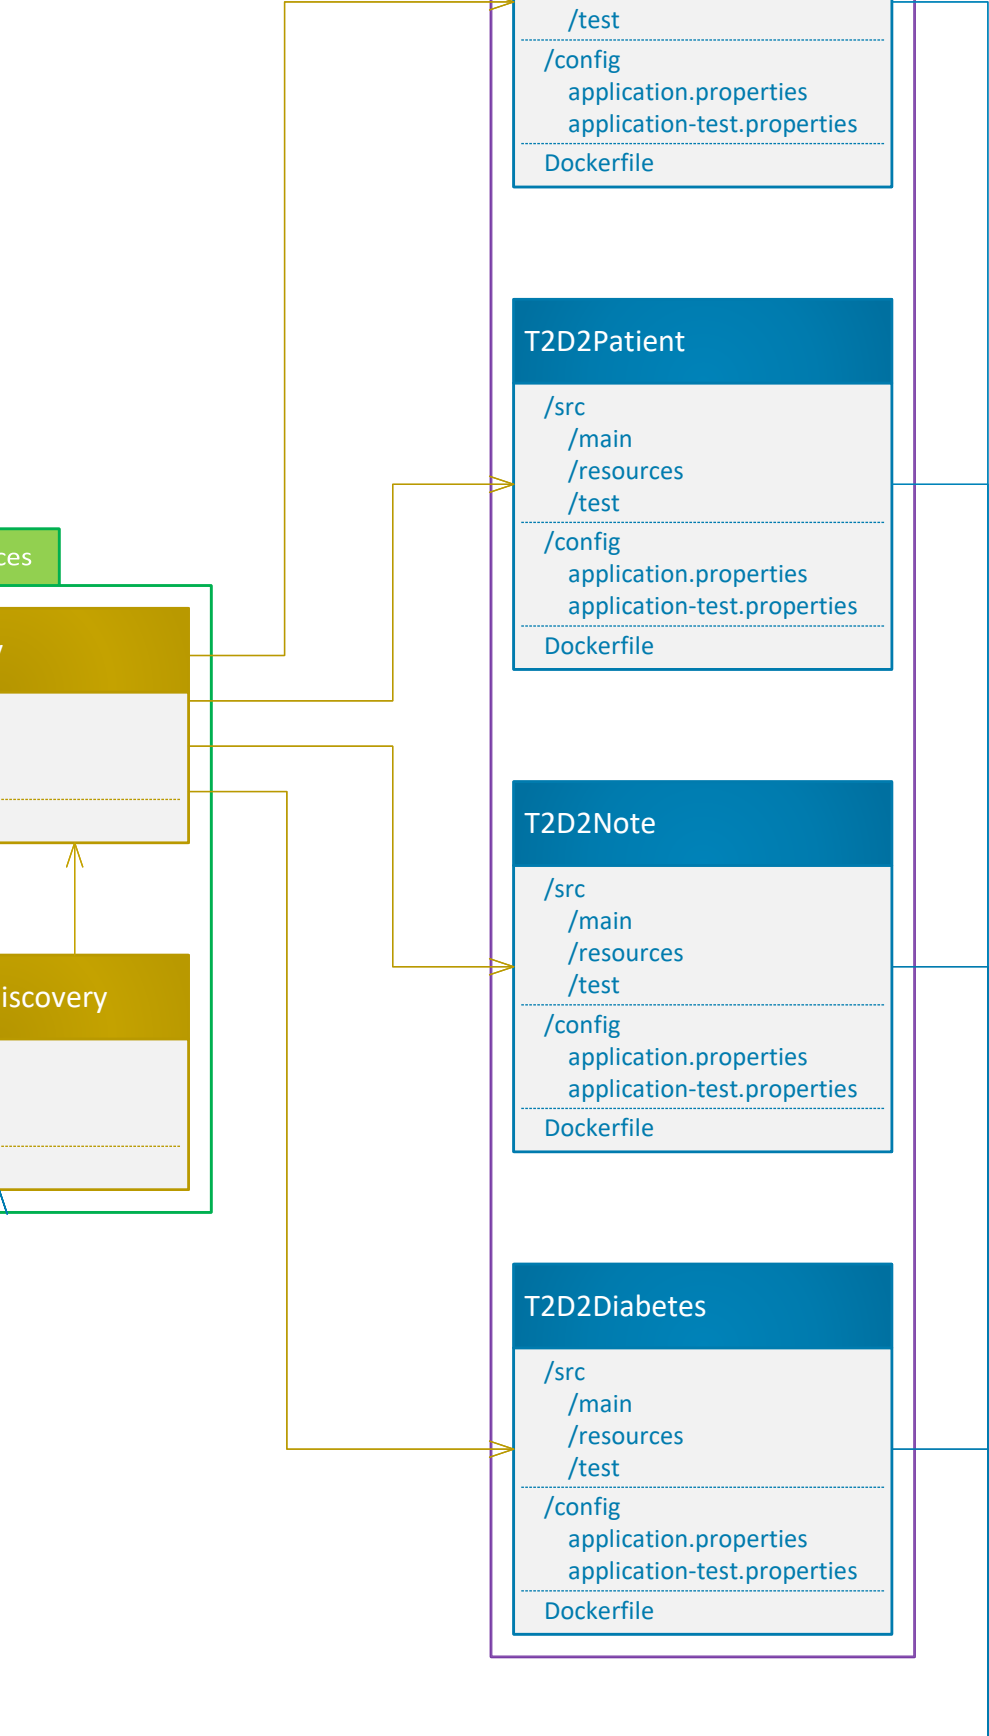 /test
/config
application.properties
application-test.properties
Dockerfile
T2D2Patient
/src
/main
/resources
/test
/config
application.properties
application-test.properties
Dockerfile
T2D2Note
/src
/main
/resources
/test
/config
application.properties
application-test.properties
Dockerfile
T2D2Diabetes
/src
/main
/resources
/test
/config
application.properties
application-test.properties
Dockerfile
ces
y
iscovery